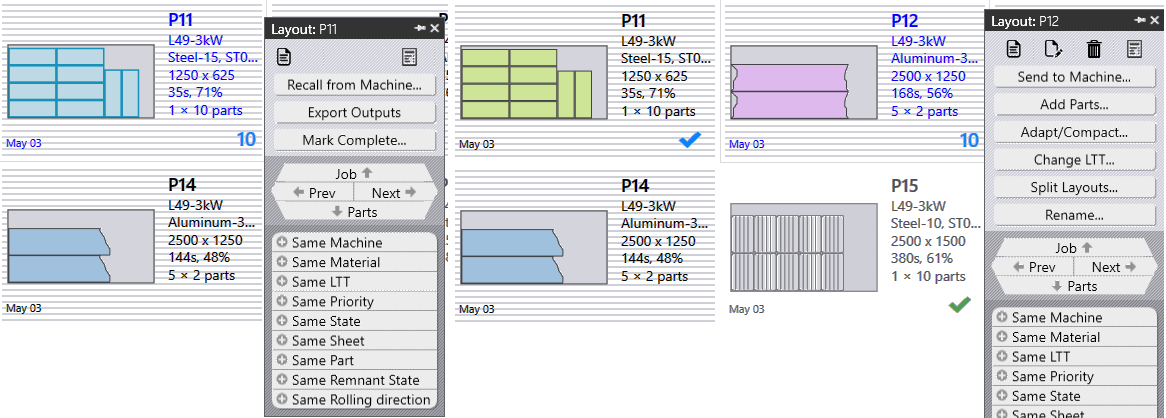 P11
L49-3kW
Steel-15, ST0...
1250 x 625
35s, 71%
1 × 10 parts
May 03
10
P14
L49-3kW
Aluminum-3...
2500 x 1250
144s, 48%
5 × 2 parts
May 03
Layout: P11
Recall from Machine...
Export Outputs
Mark Complete...
Job
Prev
Next
Parts
Same Machine
Same Material
Same LTT
Same Priority
Same State
Same Sheet
Same Part
Same Remnant State
Same Rolling direction
P11
L49-3kW
Steel-15, ST0...
1250 x 625
35s, 71%
1 × 10 parts
May 03
P14
L49-3kW
Aluminum-3...
2500 x 1250
144s, 48%
5 × 2 parts
May 03
P12
L49-3kW
Aluminum-3...
2500 x 1250
168s, 56%
5 × 2 parts
May 03
10
P15
L49-3kW
Steel-10, ST0...
2500 x 1500
380s, 61%
1 × 10 parts
May 03
Layout: P12
Send to Machine...
Add Parts...
Adapt/Compact...
Change LTT...
Split Layouts...
Rename...
Job
Prev
Next
Parts
Same Machine
Same Material
Same LTT
Same Priority
Same State
Same Sheet